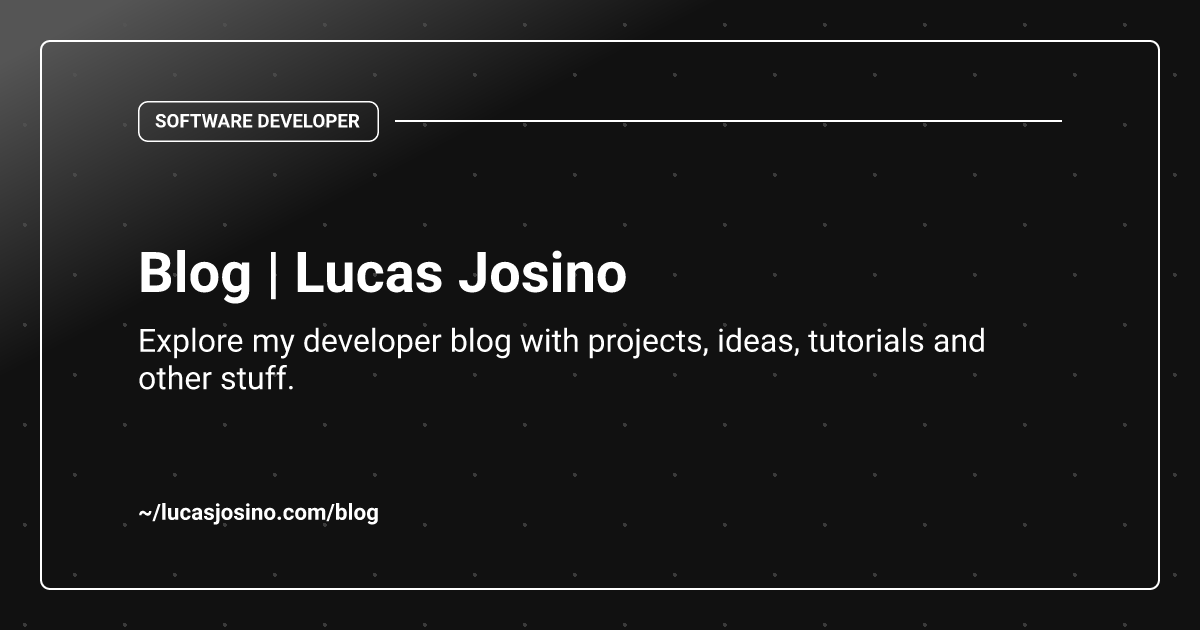 SOFTWARE DEVELOPER
Blog | Lucas Josino
Explore my developer blog with projects, ideas, tutorials and
other stuff.
~/lucasjosino.com/blog